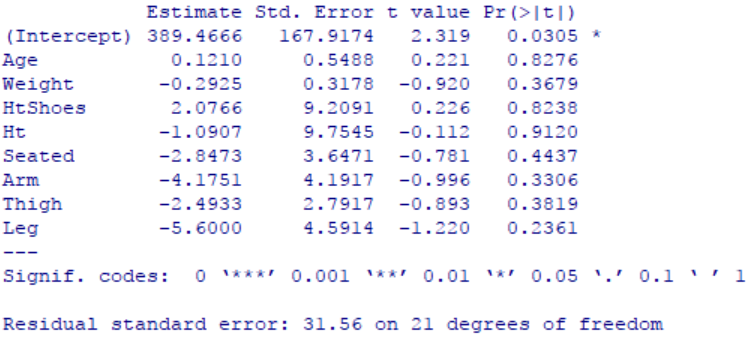 Estimate Std. Error t value Pr(>|t|)
(Intercept) 389.4666 167.9174 2.319 0.0305 *
Age 0.1210 0.5488 0.221 0.8276
Weight -0.2925 0.3178 -0.920 0.3679
HtShoes 2.0766 9.2091 0.226 0.8238
Ht -1.0907 9.7545 -0.112 0.9120
Seated -2.8473 3.6471 -0.781 0.4437
Arm -4.1751 4.1917 -0.996 0.3306
Thigh -2.4933 2.7917 -0.893 0.3819
Leg -5.6000 4.5914 -1.220 0.2361
---
Signif. codes: 0 ‘***’ 0.001 ‘**’ 0.01 ‘*’ 0.05 ‘.’ 0.1 ‘ ’ 1
Residual standard error: 31.56 on 21 degrees of freedom